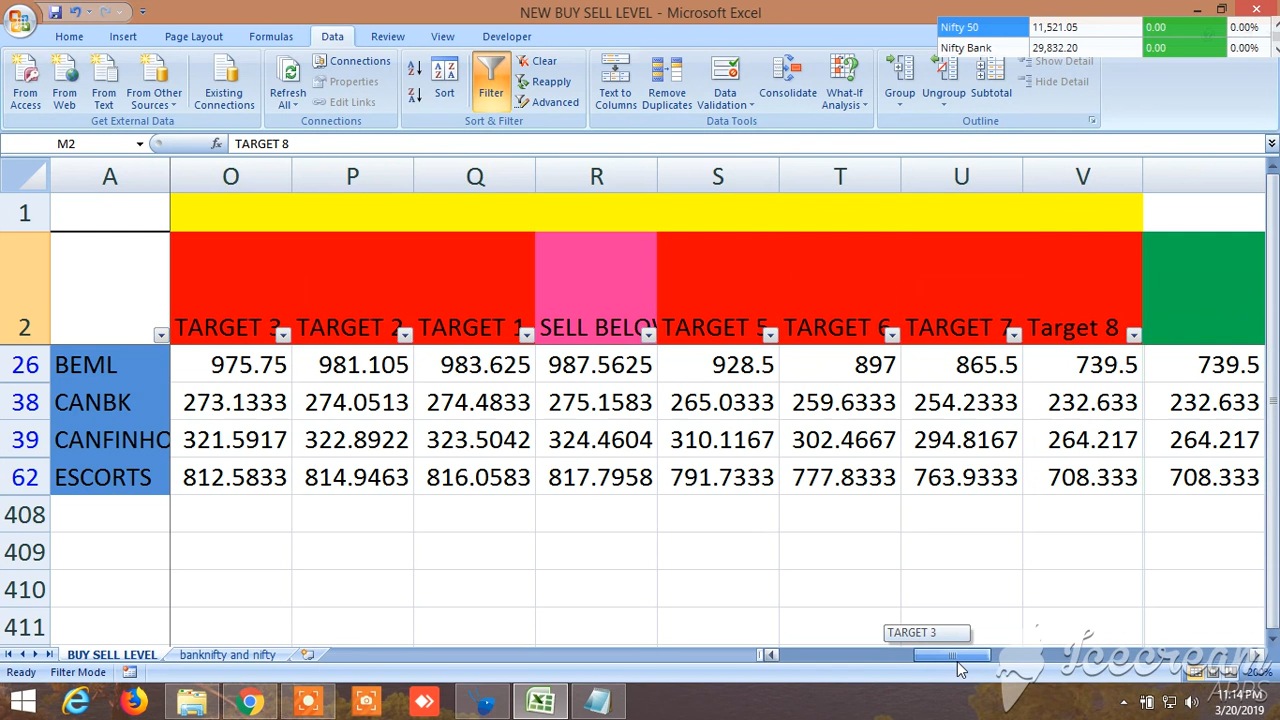 NEW BUY SELL LEVEL - Microsoft Excel
Home Insert Page Layout Formulas Data Review View Developer
Nifty 50 11,521.05 0.00 0.00%
Nifty Bank 29,832.20 0.00 0.00%
From Access
From Web
From Text
From Other Sources
Existing Connections
Get External Data
Refresh All
Connections
Properties
Edit Links
Connections
Sort
Filter
Clear
Reapply
Advanced
Sort & Filter
Text to Columns
Remove Duplicates
Data Validation
Consolidate
What-If Analysis
Data Tools
Group
Ungroup
Subtotal
Show Detail
Hide Detail
Outline
M2 fx TARGET 8
A O P Q R S T U V
1
2 TARGET 3 TARGET 2 TARGET 1 SELL BELOW TARGET 5 TARGET 6 TARGET 7 Target 8
26 BEML 975.75 981.105 983.625 987.5625 928.5 897 865.5 739.5 739.5
38 CANBK 273.1333 274.0513 274.4833 275.1583 265.0333 259.6333 254.2333 232.633 232.633
39 CANFINHO 321.5917 322.8922 323.5042 324.4604 310.1167 302.4667 294.8167 264.217 264.217
62 ESCORTS 812.5833 814.9463 816.0583 817.7958 791.7333 777.8333 763.9333 708.333 708.333
408
409
410
411
TARGET 3
BUY SELL LEVEL banknifty and nifty
Ready Filter Mode 200%
Icecream
APPS
11:14 PM
3/20/2019